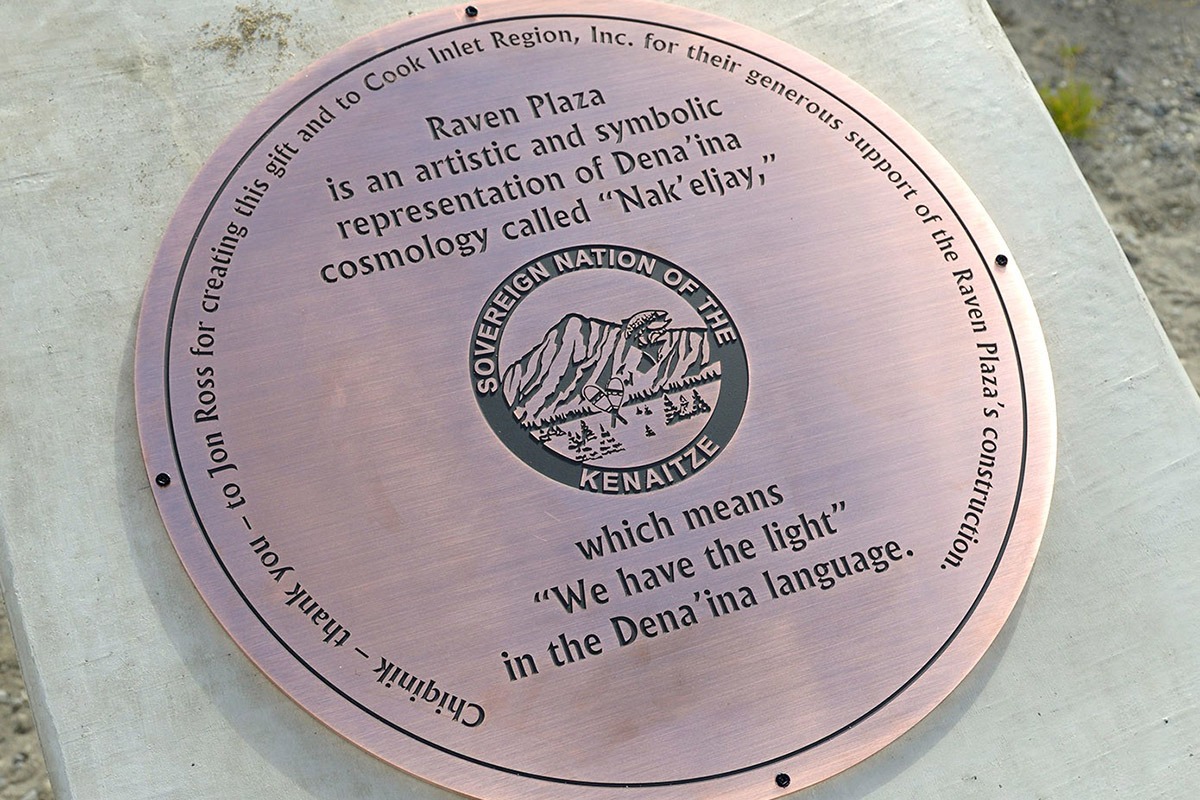 Raven Plaza
is an artistic and symbolic
representation of Dena'ina
cosmology called “Nak'eljay,”
SOVEREIGN NATION OF THE
KENAITZE
which means
“We have the light”
in the Dena'ina language.
Chiqinik – thank you – to Jon Ross for creating this gift and to Cook Inlet Region, Inc. for their generous support of the Raven Plaza's construction.